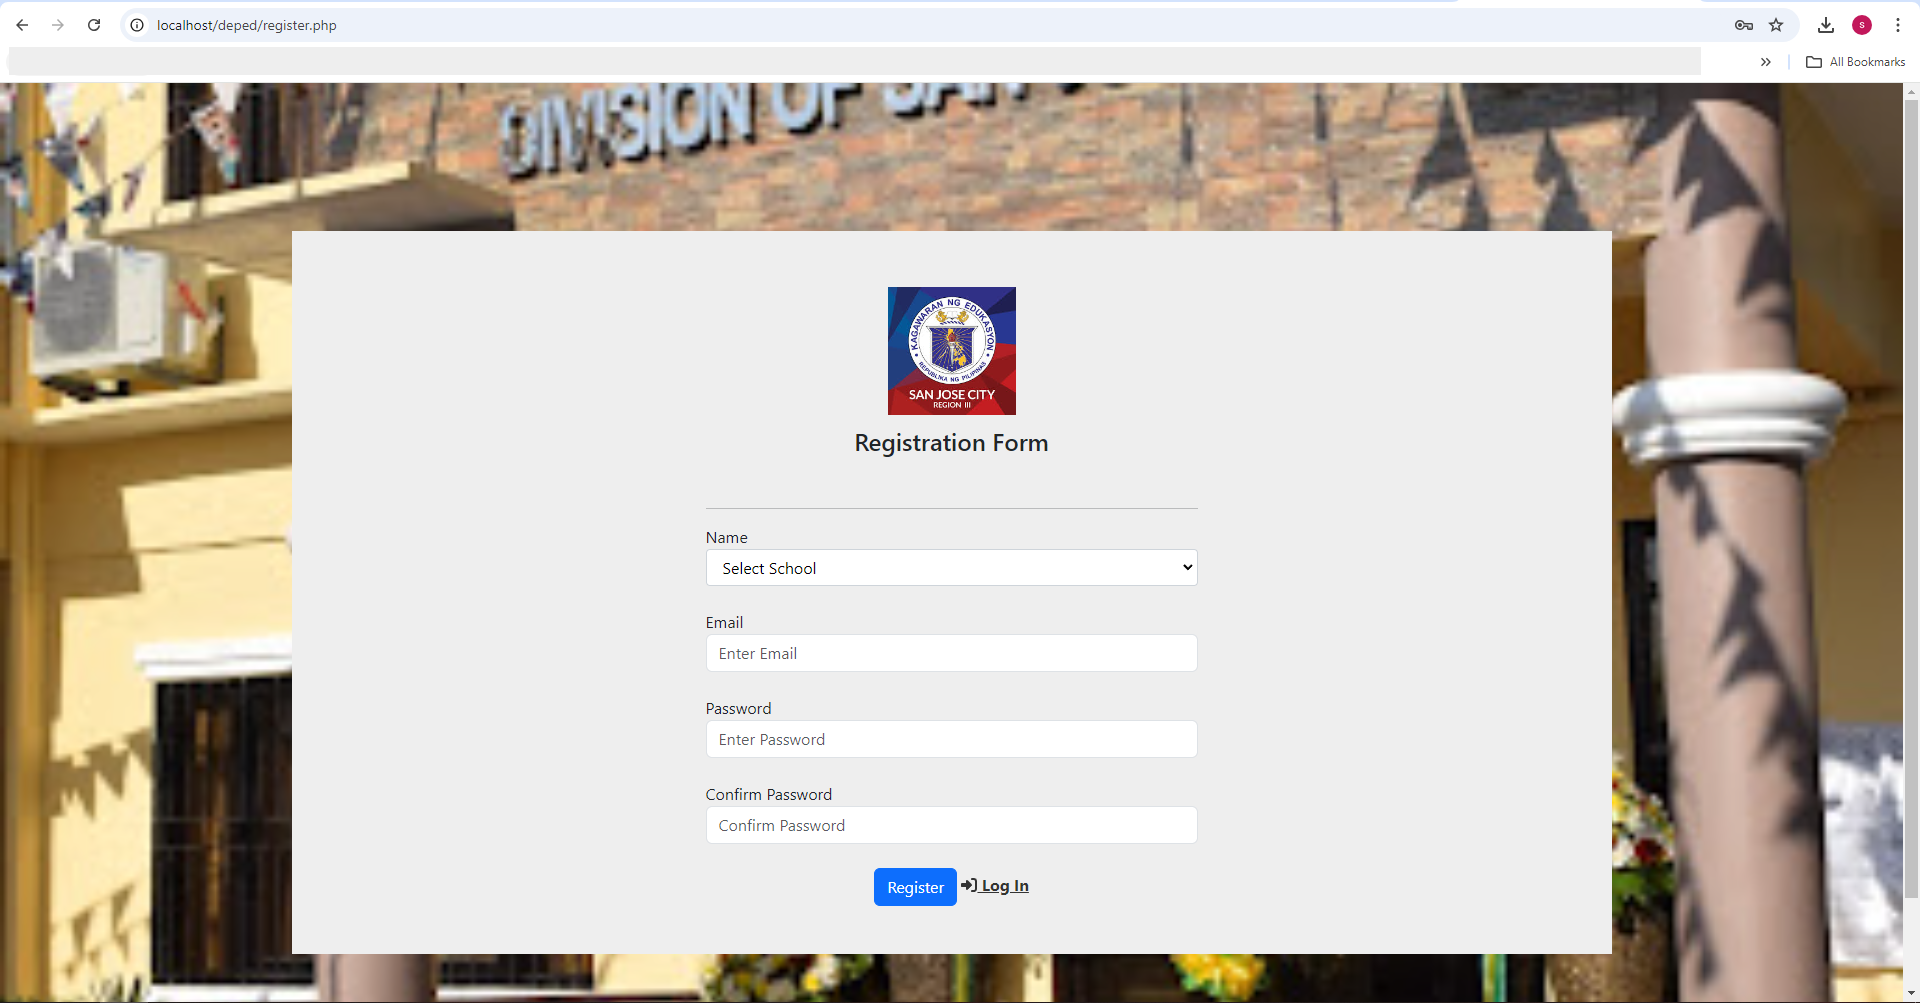 localhost/deped/register.php
S
All Bookmarks
DIVISION OF SAN
KAGAWARAN NG EDUKASYON
REPUBLIKA NG PILIPINAS
SAN JOSE CITY
REGION III
Registration Form
Name
Select School
Email
Enter Email
Password
Enter Password
Confirm Password
Confirm Password
Register
Log In